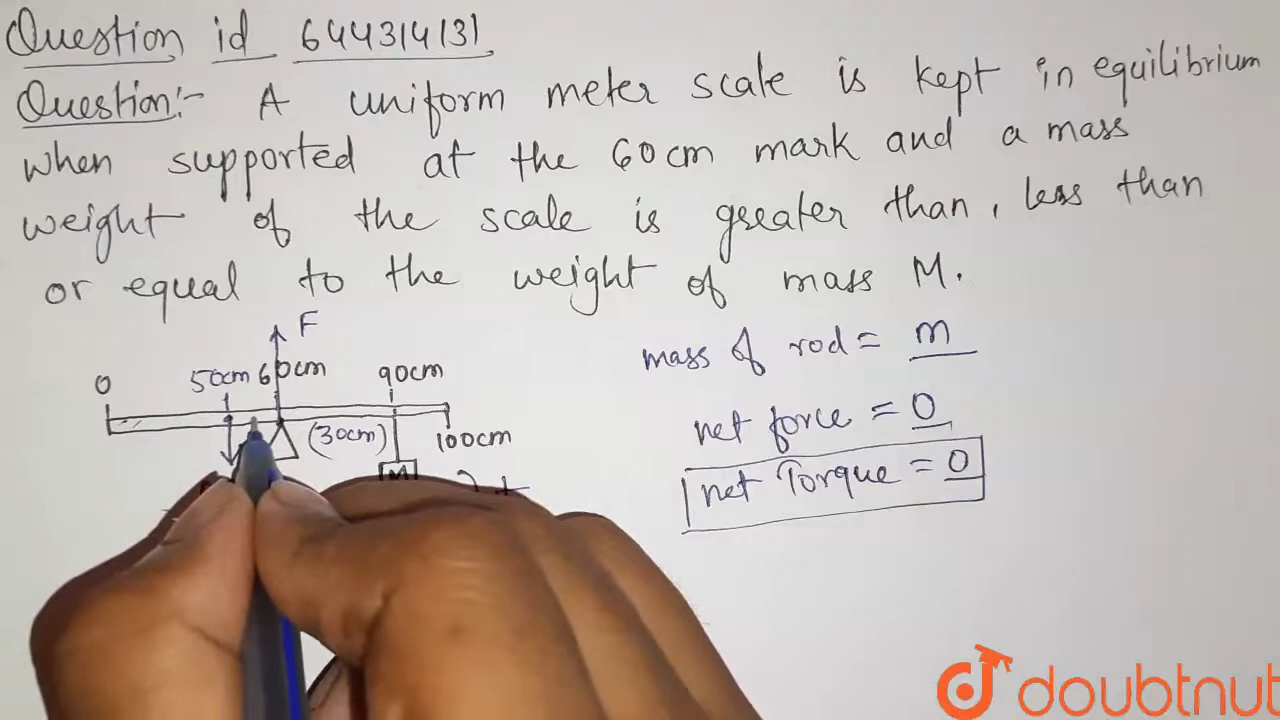 Question id 644314131
Question:- A uniform meter scale is kept in equilibrium
when supported at the 60cm mark and a mass
weight of the scale is greater than, less than
or equal to the weight of mass M.
F
0 50cm 60cm 90cm
(30cm) 100cm
M
mass of rod = m
net force = 0
net Torque = 0
doubtnut